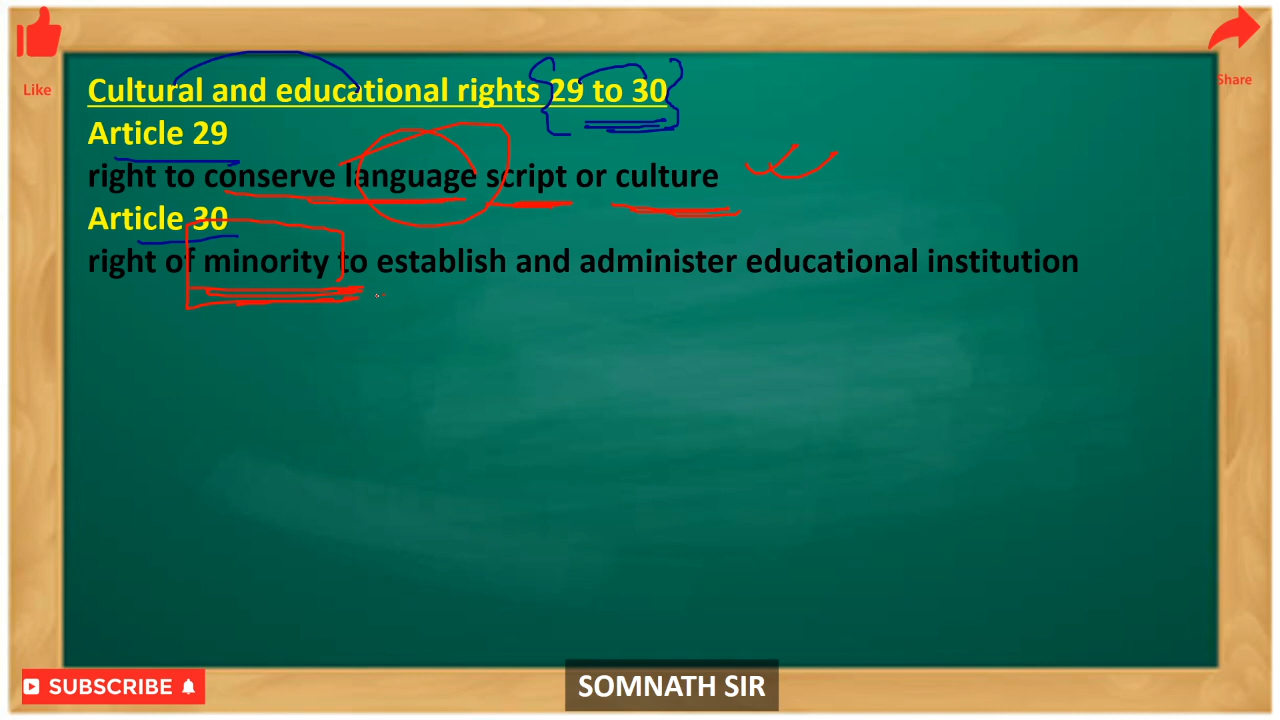 Like
Share
Cultural and educational rights 29 to 30
Article 29
right to conserve language script or culture
Article 30
right of minority to establish and administer educational institution
SUBSCRIBE
SOMNATH SIR